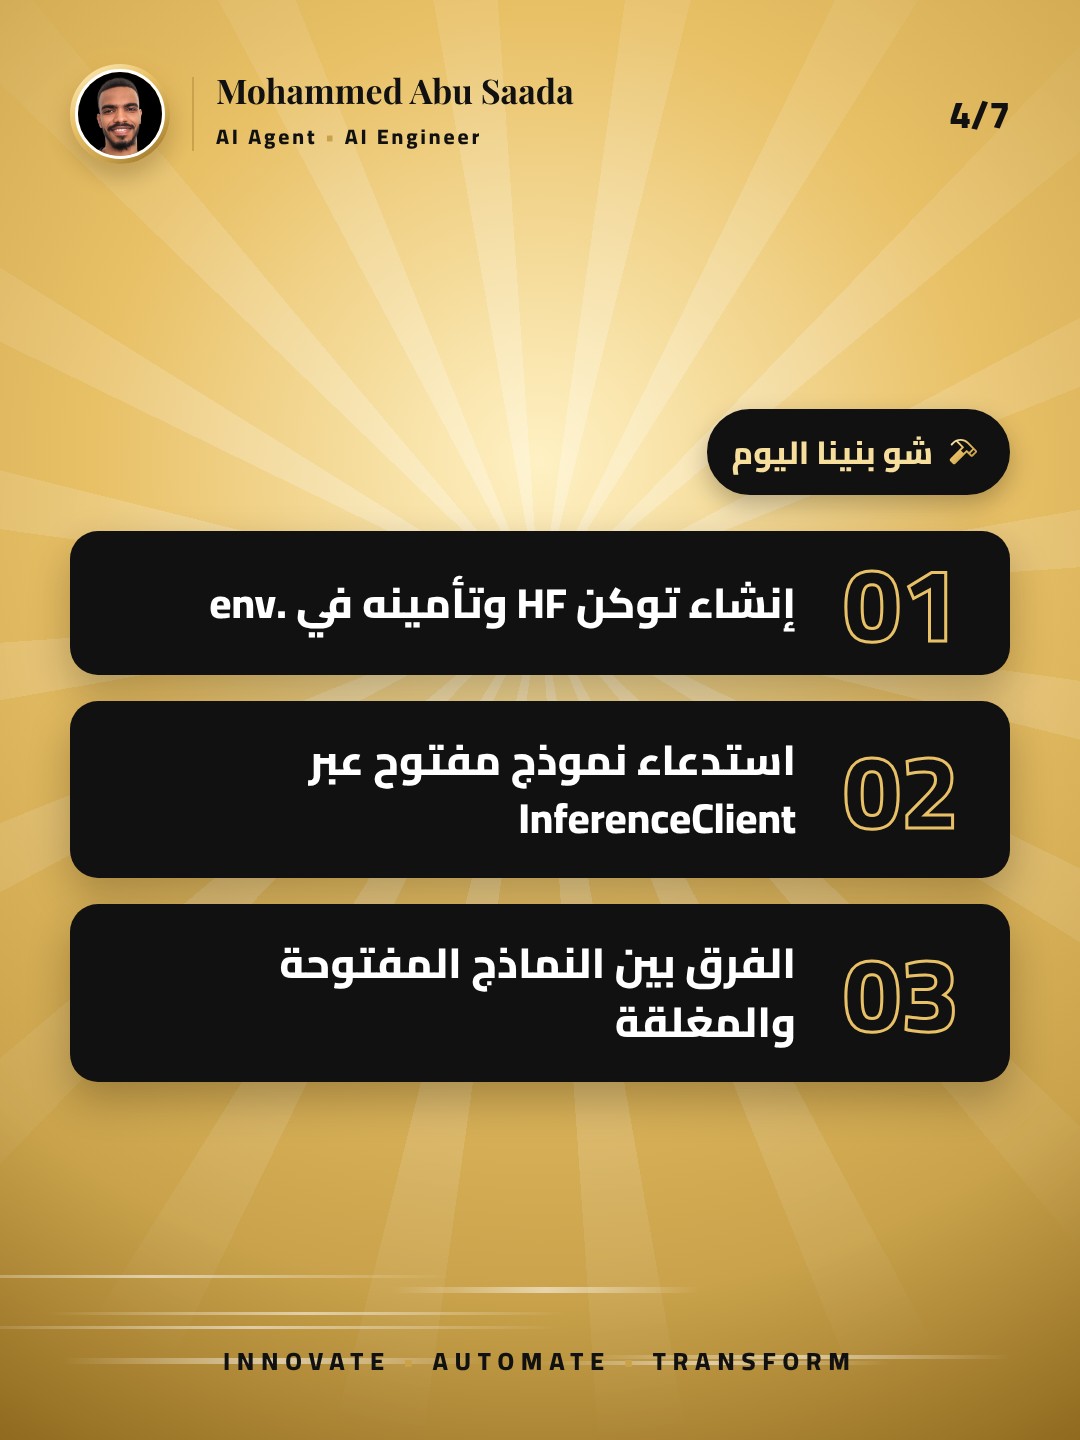 Mohammed Abu Saada
AI Agent • AI Engineer
4/7
شو بنينا اليوم
01
إنشاء توكن HF وتأمينه في .env
02
استدعاء نموذج مفتوح عبر
InferenceClient
03
الفرق بين النماذج المفتوحة
والمغلقة
INNOVATE • AUTOMATE • TRANSFORM